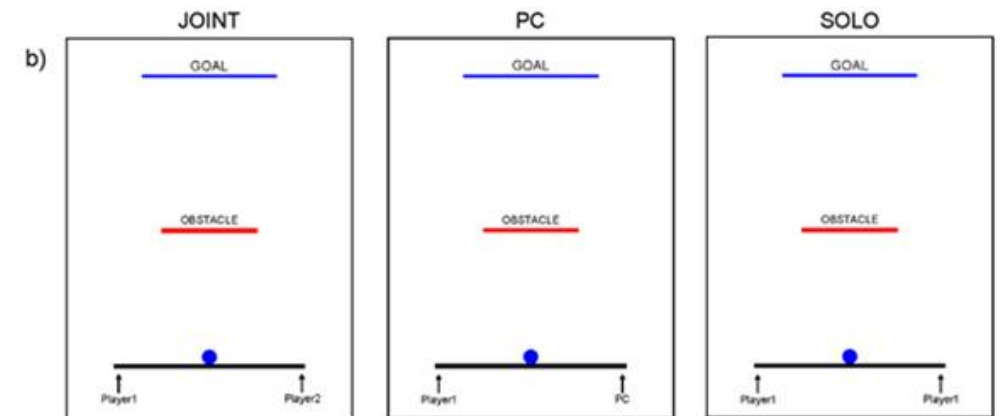 JOINT
PC
SOLO
b)
GOAL
GOAL
GOAL
OBSTACLE
OBSTACLE
OBSTACLE
Player1
Player2
Player1
PC
Player1
Player1